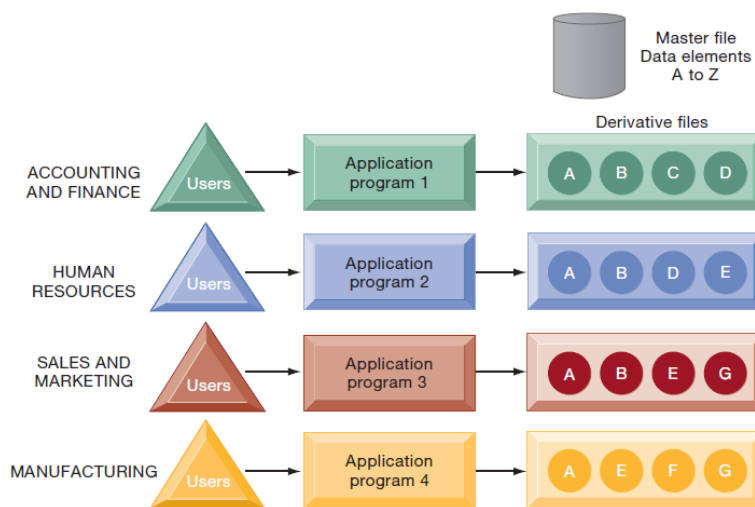 Master file
Data elements
A to Z
Derivative files
ACCOUNTING
AND FINANCE
Users
Application
program 1
A B C D
HUMAN
RESOURCES
Users
Application
program 2
A B D E
SALES AND
MARKETING
Users
Application
program 3
A B E G
MANUFACTURING
Users
Application
program 4
A E F G